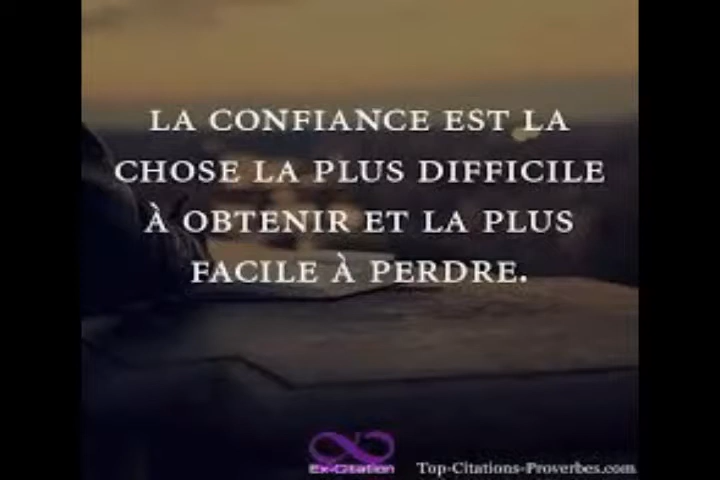 LA CONFIANCE EST LA
CHOSE LA PLUS DIFFICILE
À OBTENIR ET LA PLUS
FACILE À PERDRE.
Ex-Citation
Top-Citations-Proverbes.com